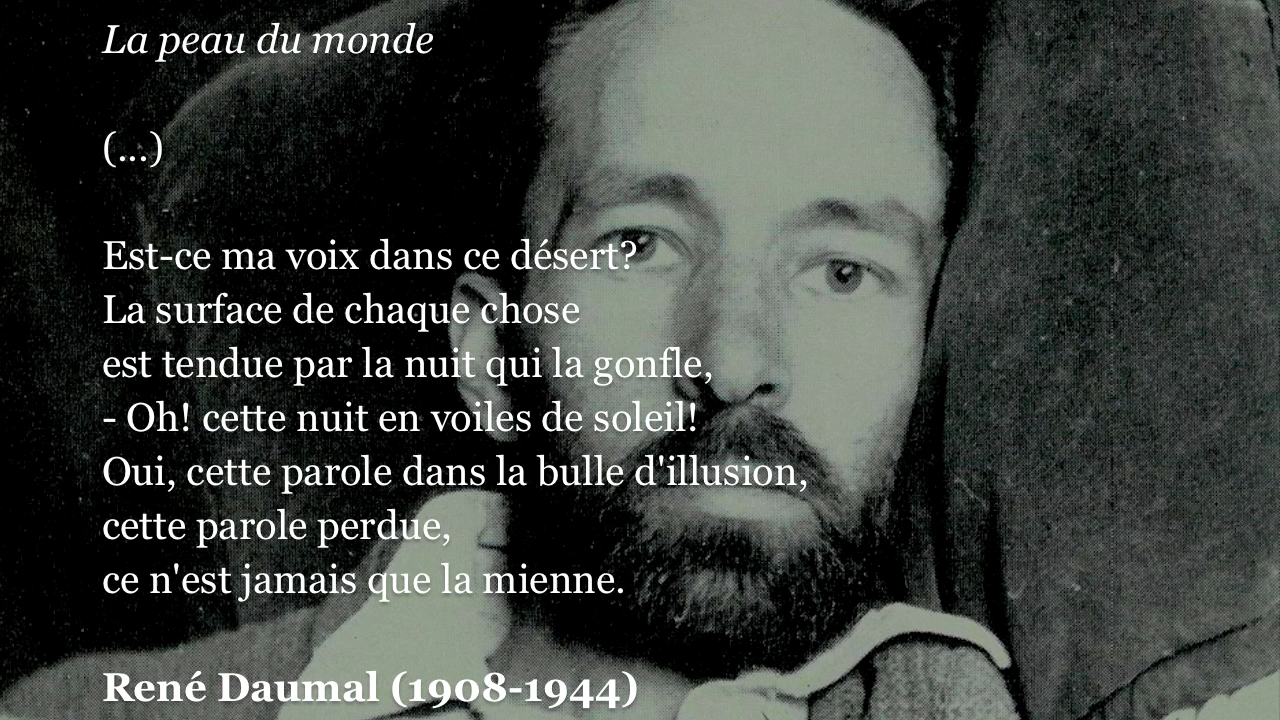 La peau du monde
(...)
Est-ce ma voix dans ce désert?
La surface de chaque chose
est tendue par la nuit qui la gonfle,
- Oh! cette nuit en voiles de soleil!
Oui, cette parole dans la bulle d'illusion,
cette parole perdue,
ce n'est jamais que la mienne.
René Daumal (1908-1944)